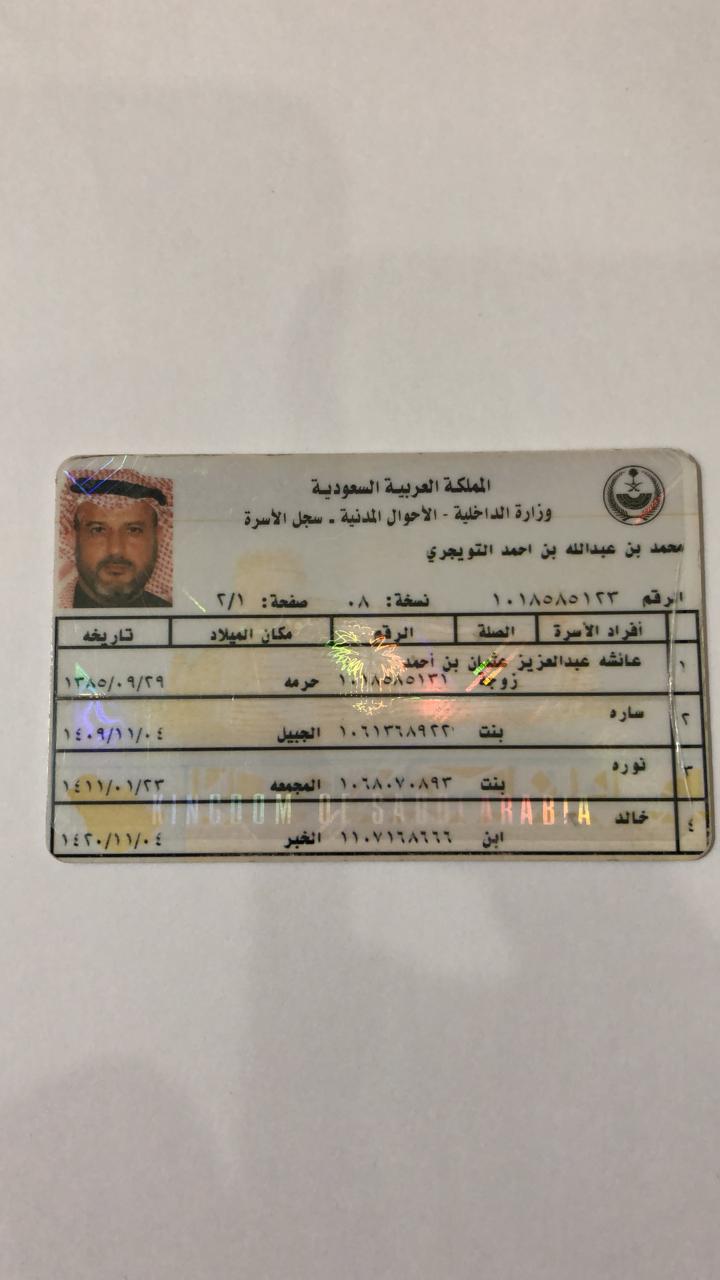 المملكة العربية السعودية
وزارة الداخلية - الأحوال المدنية - سجل الأسرة
محمد بن عبدالله بن احمد التويجري
الرقم ١٠١٨٥٨٥١٢٣ نسخة: ٠٨ صفحة: ٢/١
أفراد الأسرة الصلة الرقم مكان الميلاد تاريخه
١ عائشه عبدالعزيز عثمان بن أحمد
زوجة ١٠١٨٥٨٥١٣١ حرمه ١٣٨٥/٠٩/٢٩
٢ ساره
بنت ١٠٦١٣٦٨٩٢٢ الجبيل ١٤٠٩/١١/٠٤
٣ نوره
بنت ١٠٦٨٠٧٠٨٩٣ المجمعه ١٤١١/٠١/٢٣
KINGDOM OF SAUDI ARABIA
٤ خالد
ابن ١١٠٧١٦٨٦٦٦ الخبر ١٤٢٠/١١/٠٤